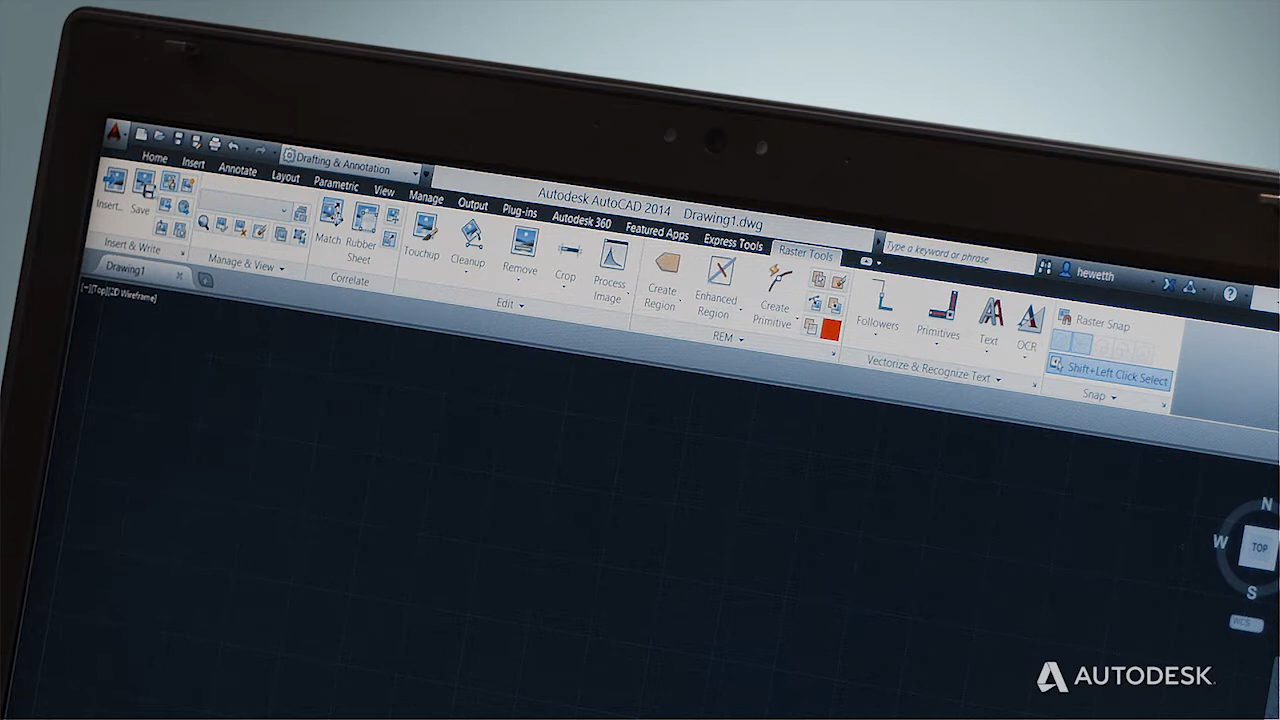 Drafting & Annotation
Autodesk AutoCAD 2014 Drawing1.dwg
Type a keyword or phrase
hewetth
Home Insert Annotate Layout Parametric View Manage Output Plug-ins Autodesk 360 Featured Apps Express Tools Raster Tools
Insert... Save
Insert & Write
Manage & View
Match Rubber
Sheet
Correlate
Touchup Cleanup Remove Crop Process
Image
Edit
Create
Region
Enhanced
Region
Create
Primitive
REM
Followers Primitives Text OCR
Vectorize & Recognize Text
Raster Snap
Shift+Left Click Select
Snap
Drawing1
[-][Top][2D Wireframe]
N
W
TOP
S
WCS
AUTODESK.